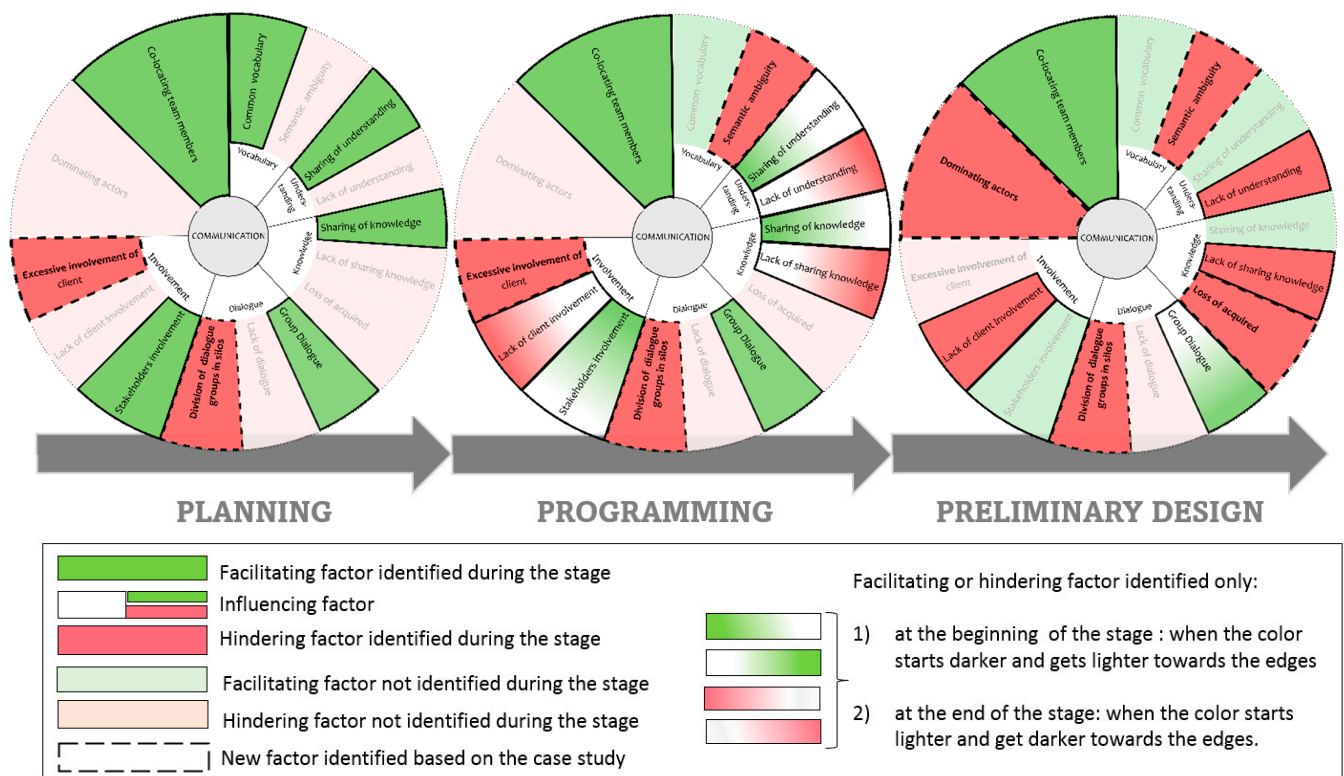 Co-locating team
members
Common vocabulary
Semantic ambiguity
Sharing of understanding
Lack of understanding
Sharing of knowledge
Lack of sharing knowledge
Loss of acquired
Group Dialogue
Lack of dialogue
Division of dialogue
groups in silos
Stakeholders involvement
Lack of client involvement
Excessive involvement of
client
Dominating actors
Vocabulary
Unders-
tanding
Knowledge
Dialogue
Involvement
COMMUNICATION
Co-locating team
members
Common vocabulary
Semantic ambiguity
Sharing of understanding
Lack of understanding
Sharing of knowledge
Lack of sharing knowledge
Loss of acquired
Group Dialogue
Lack of dialogue
Division of dialogue
groups in silos
Stakeholders involvement
Lack of client involvement
Excessive involvement of
client
Dominating actors
Vocabulary
Unders-
tanding
Knowledge
Dialogue
Involvement
COMMUNICATION
Co-locating team
members
Common vocabulary
Semantic ambiguity
Sharing of understanding
Lack of understanding
Sharing of knowledge
Lack of sharing knowledge
Loss of acquired
Group Dialogue
Lack of dialogue
Division of dialogue
groups in silos
Stakeholders involvement
Lack of client involvement
Excessive involvement of
client
Dominating actors
Vocabulary
Unders-
tanding
Knowledge
Dialogue
Involvement
COMMUNICATION
PLANNING
PROGRAMMING
PRELIMINARY DESIGN
Facilitating factor identified during the stage
Influencing factor
Hindering factor identified during the stage
Facilitating factor not identified during the stage
Hindering factor not identified during the stage
New factor identified based on the case study
Facilitating or hindering factor identified only:
1) at the beginning of the stage : when the color
starts darker and gets lighter towards the edges
2) at the end of the stage: when the color starts
lighter and get darker towards the edges.